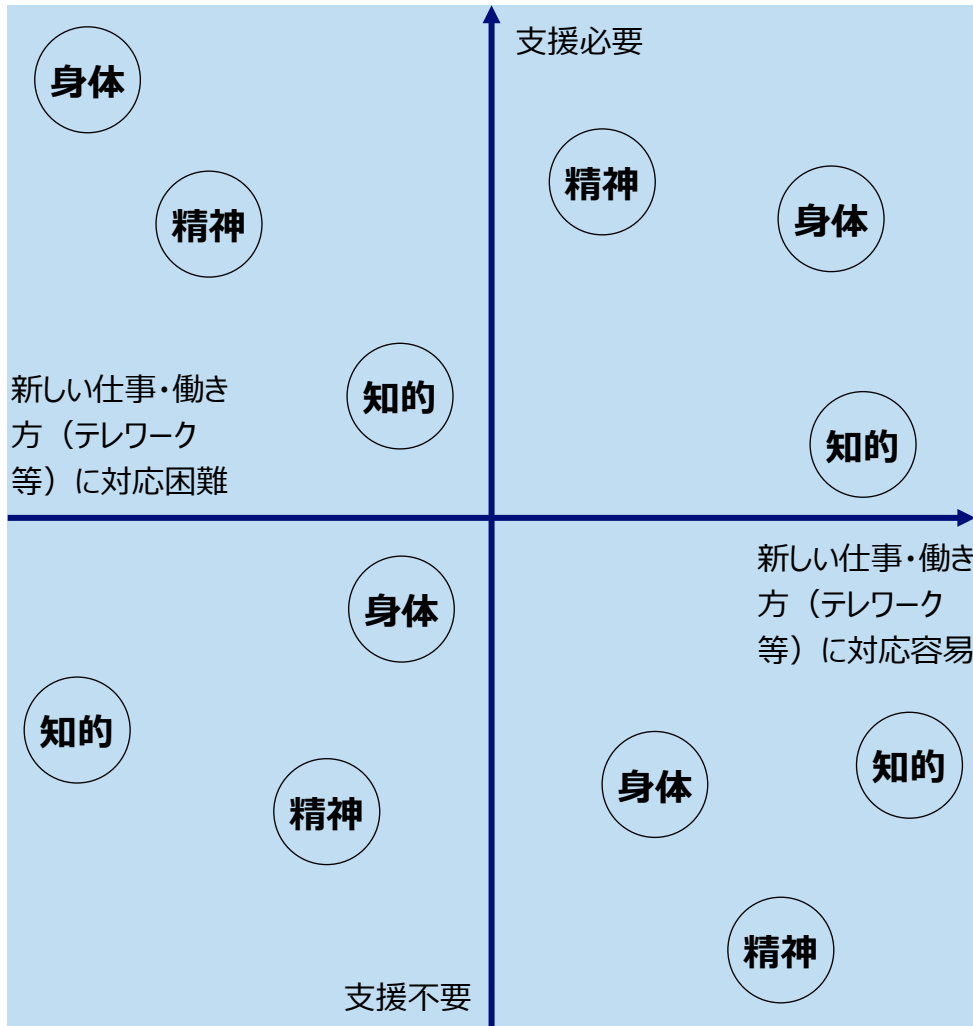 支援必要
身体
精神
精神
身体
知的
知的
新しい仕事・働き
方（テレワーク
等）に対応困難
新しい仕事・働き
方（テレワーク
等）に対応容易
身体
知的
精神
身体
知的
精神
支援不要